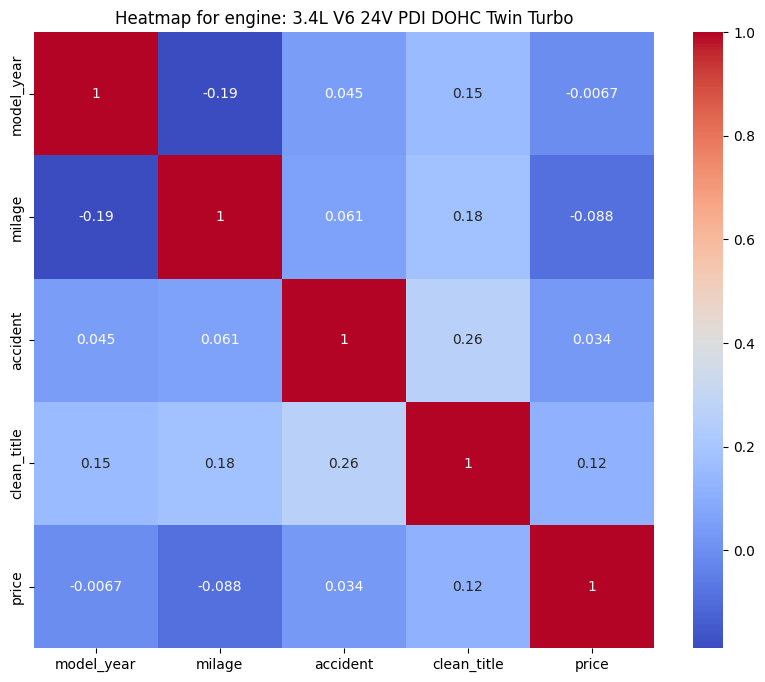 Heatmap for engine: 3.4L V6 24V PDI DOHC Twin Turbo
model_year
1
-0.19
0.045
0.15
-0.0067
milage
-0.19
1
0.061
0.18
-0.088
accident
0.045
0.061
1
0.26
0.034
clean_title
0.15
0.18
0.26
1
0.12
price
-0.0067
-0.088
0.034
0.12
1
model_year
milage
accident
clean_title
price
1.0
0.8
0.6
0.4
0.2
0.0